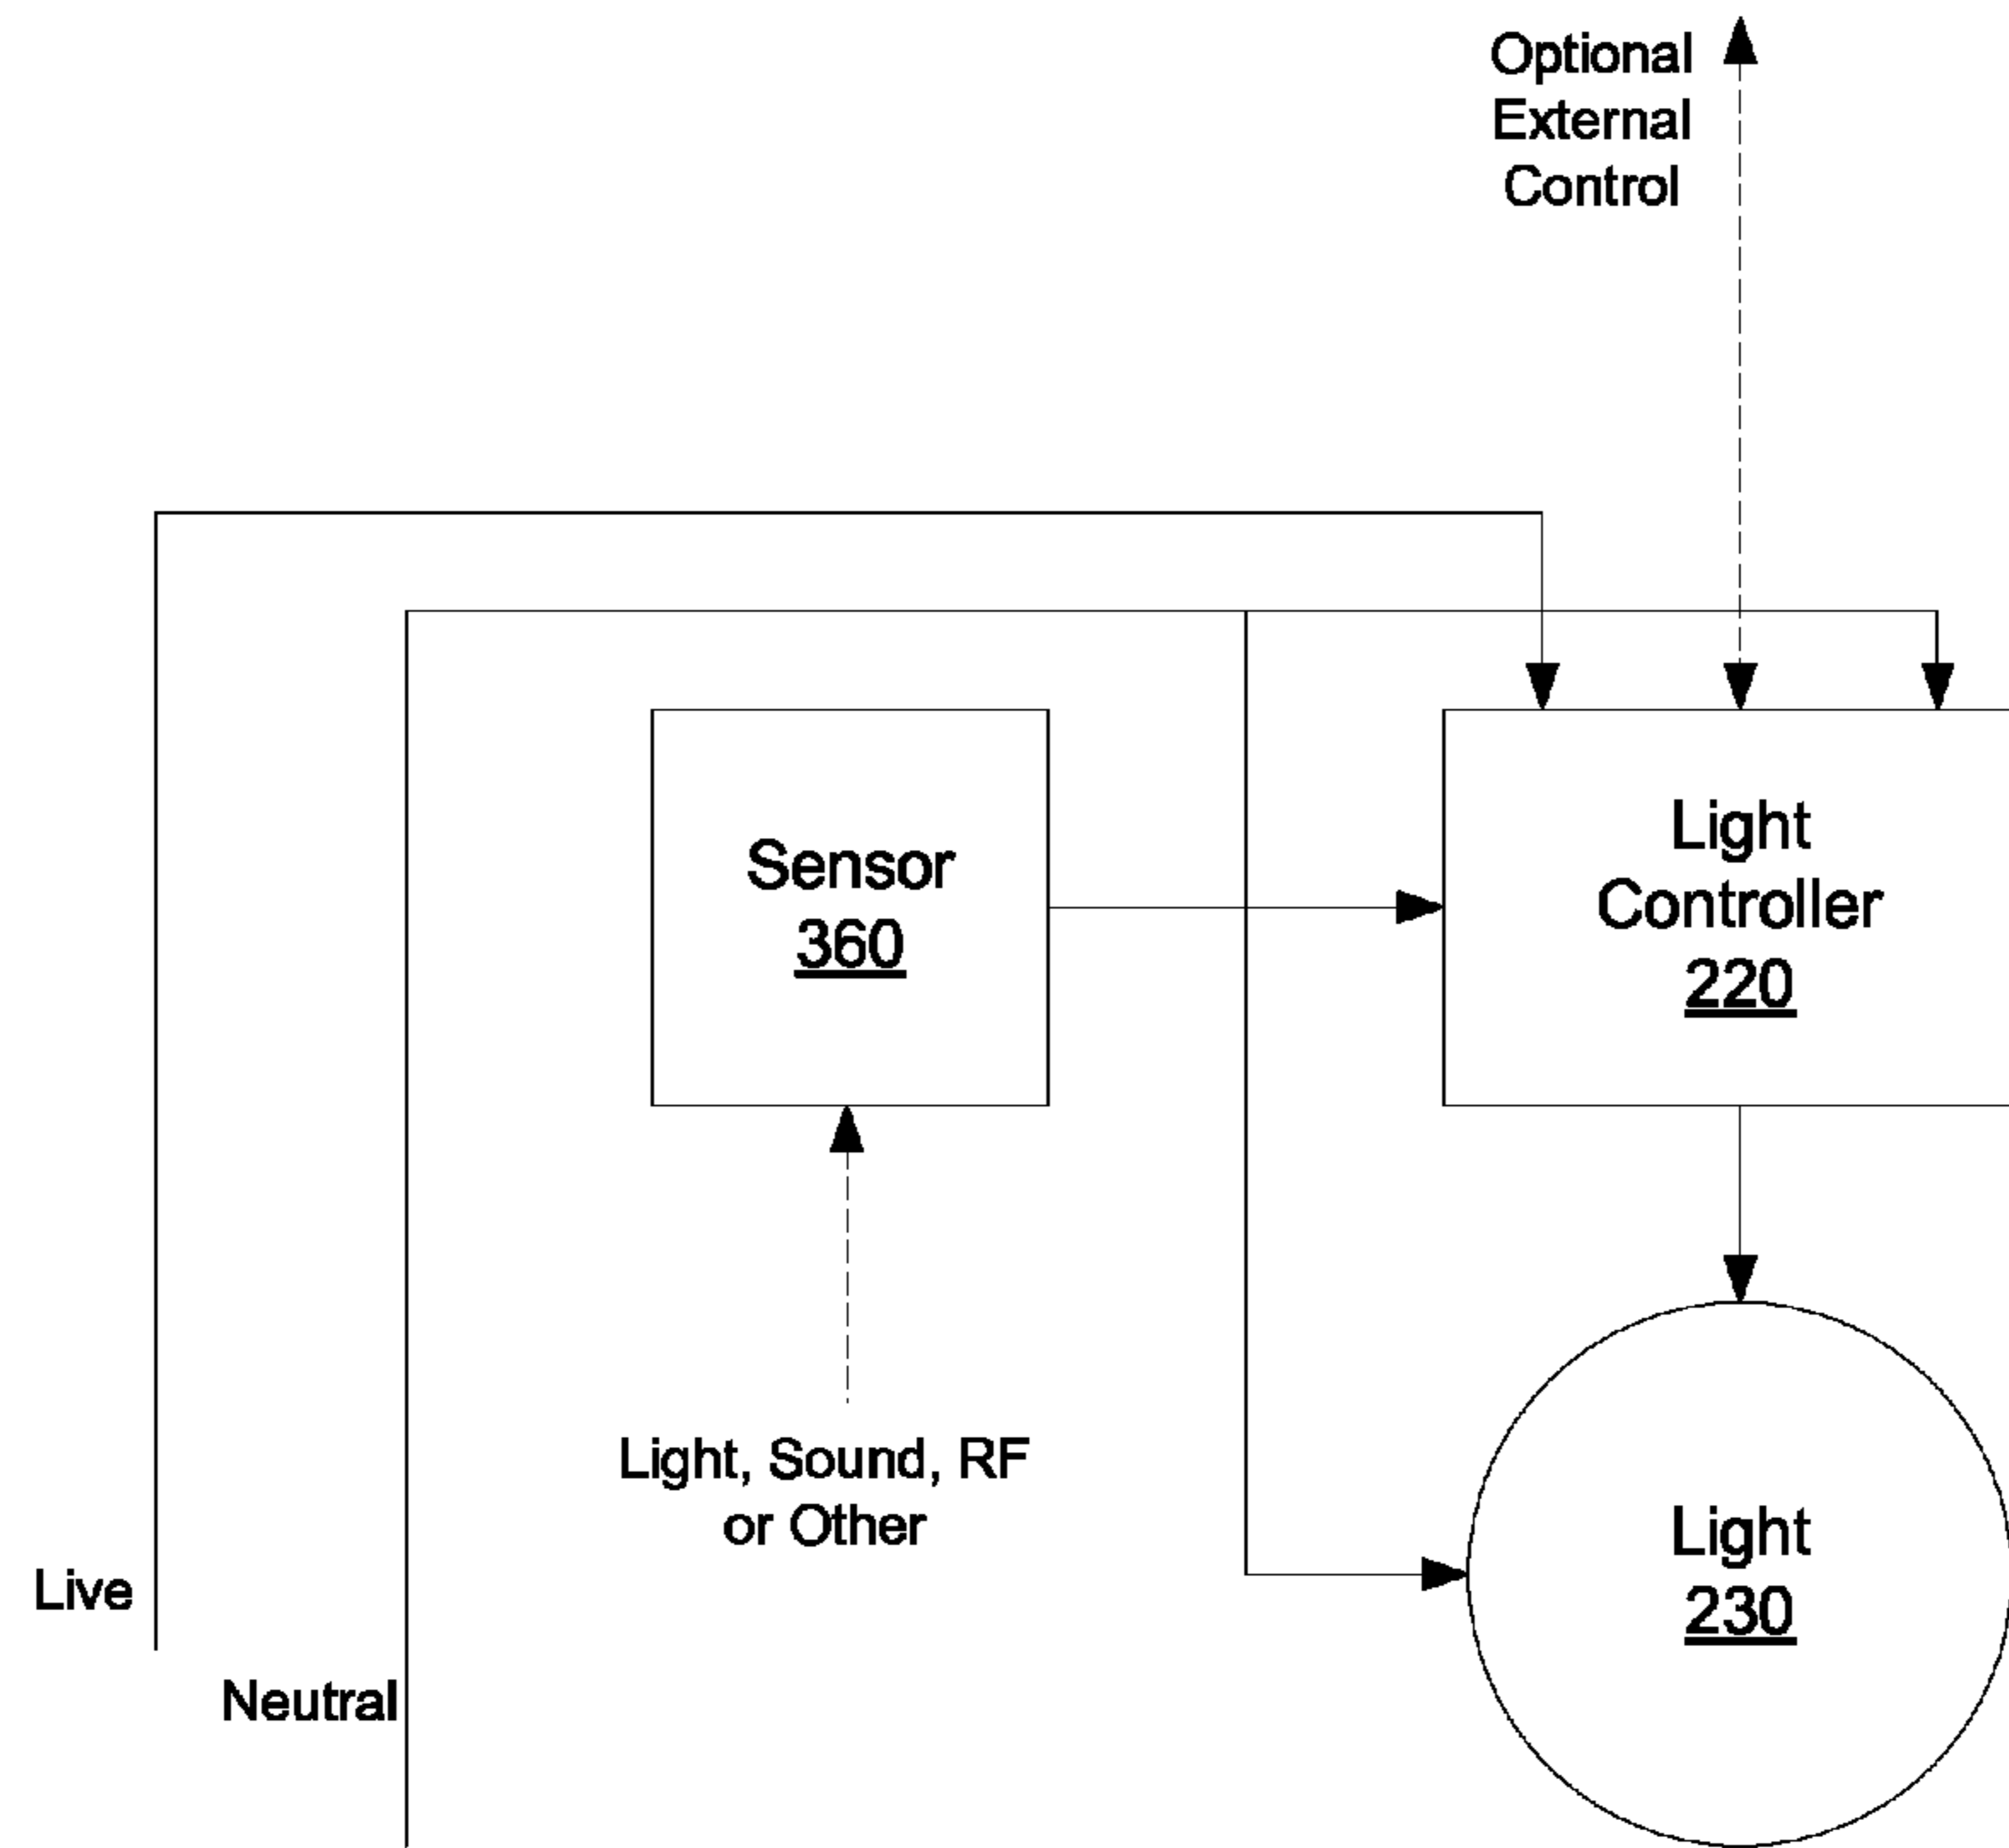 Optional
External
Control
Sensor
360
Light
Controller
220
Light, Sound, RF
or Other
Light
230
Live
Neutral